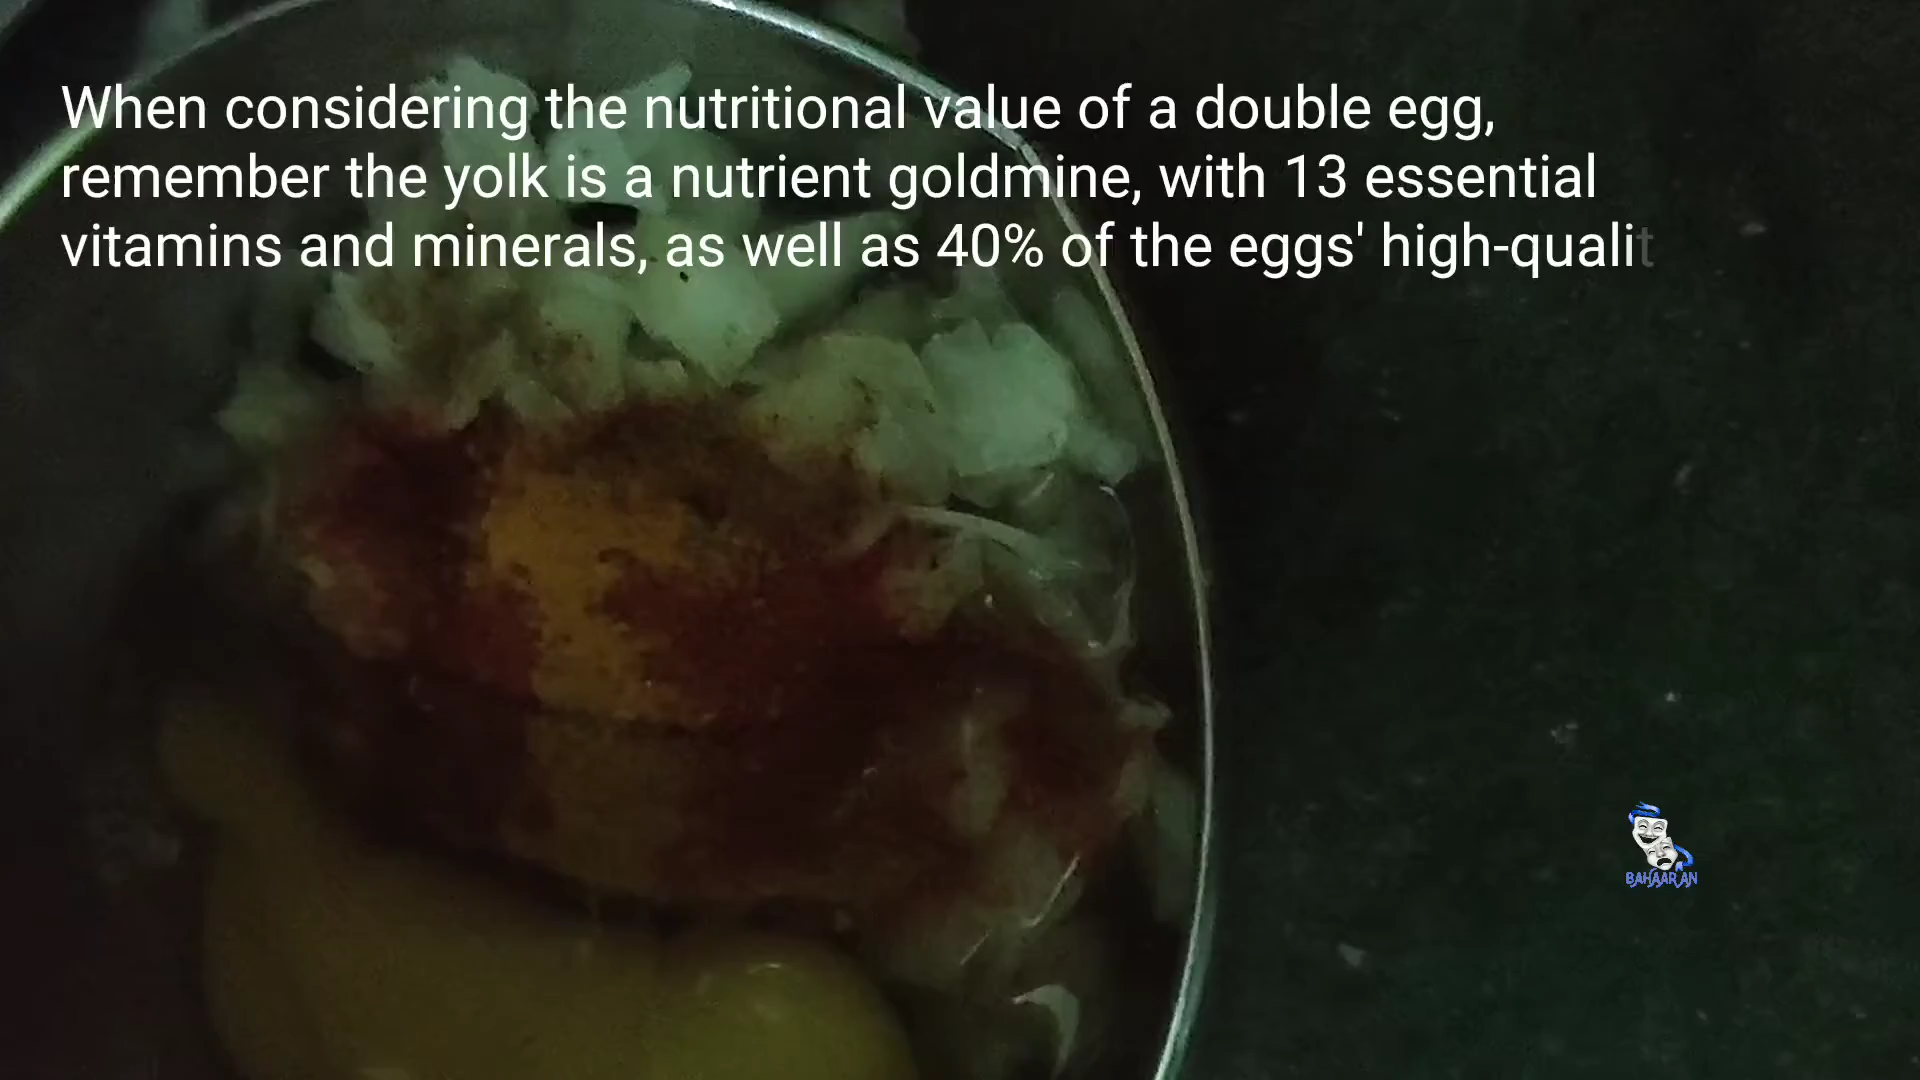 When considering the nutritional value of a double egg,
remember the yolk is a nutrient goldmine, with 13 essential
vitamins and minerals, as well as 40% of the eggs' high-qualit
BAHAARAN